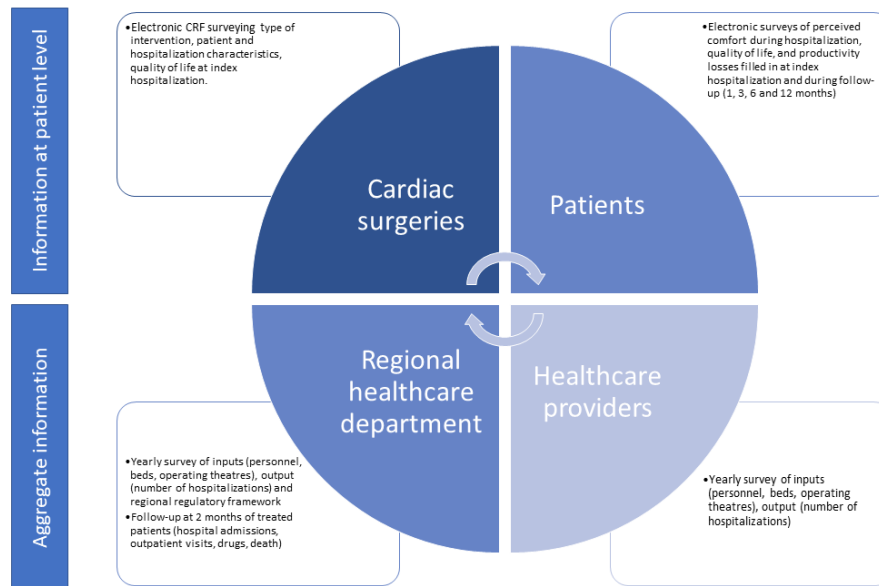 Information at patient level
•Electronic CRF surveying type of
intervention, patient and
hospitalization characteristics,
quality of life at index
hospitalization.
•Electronic surveys of perceived
comfort during hospitalization,
quality of life, and productivity
losses filled in at index
hospitalization and during follow-
up (1, 3, 6 and 12 months)
Cardiac
surgeries
Patients
Aggregate information
Regional
healthcare
department
Healthcare
providers
•Yearly survey of inputs (personnel,
beds, operating theatres), output
(number of hospitalizations) and
regional regulatory framework
•Follow-up at 2 months of treated
patients (hospital admissions,
outpatient visits, drugs, death)
•Yearly survey of inputs
(personnel, beds, operating
theatres), output (number of
hospitalizations)